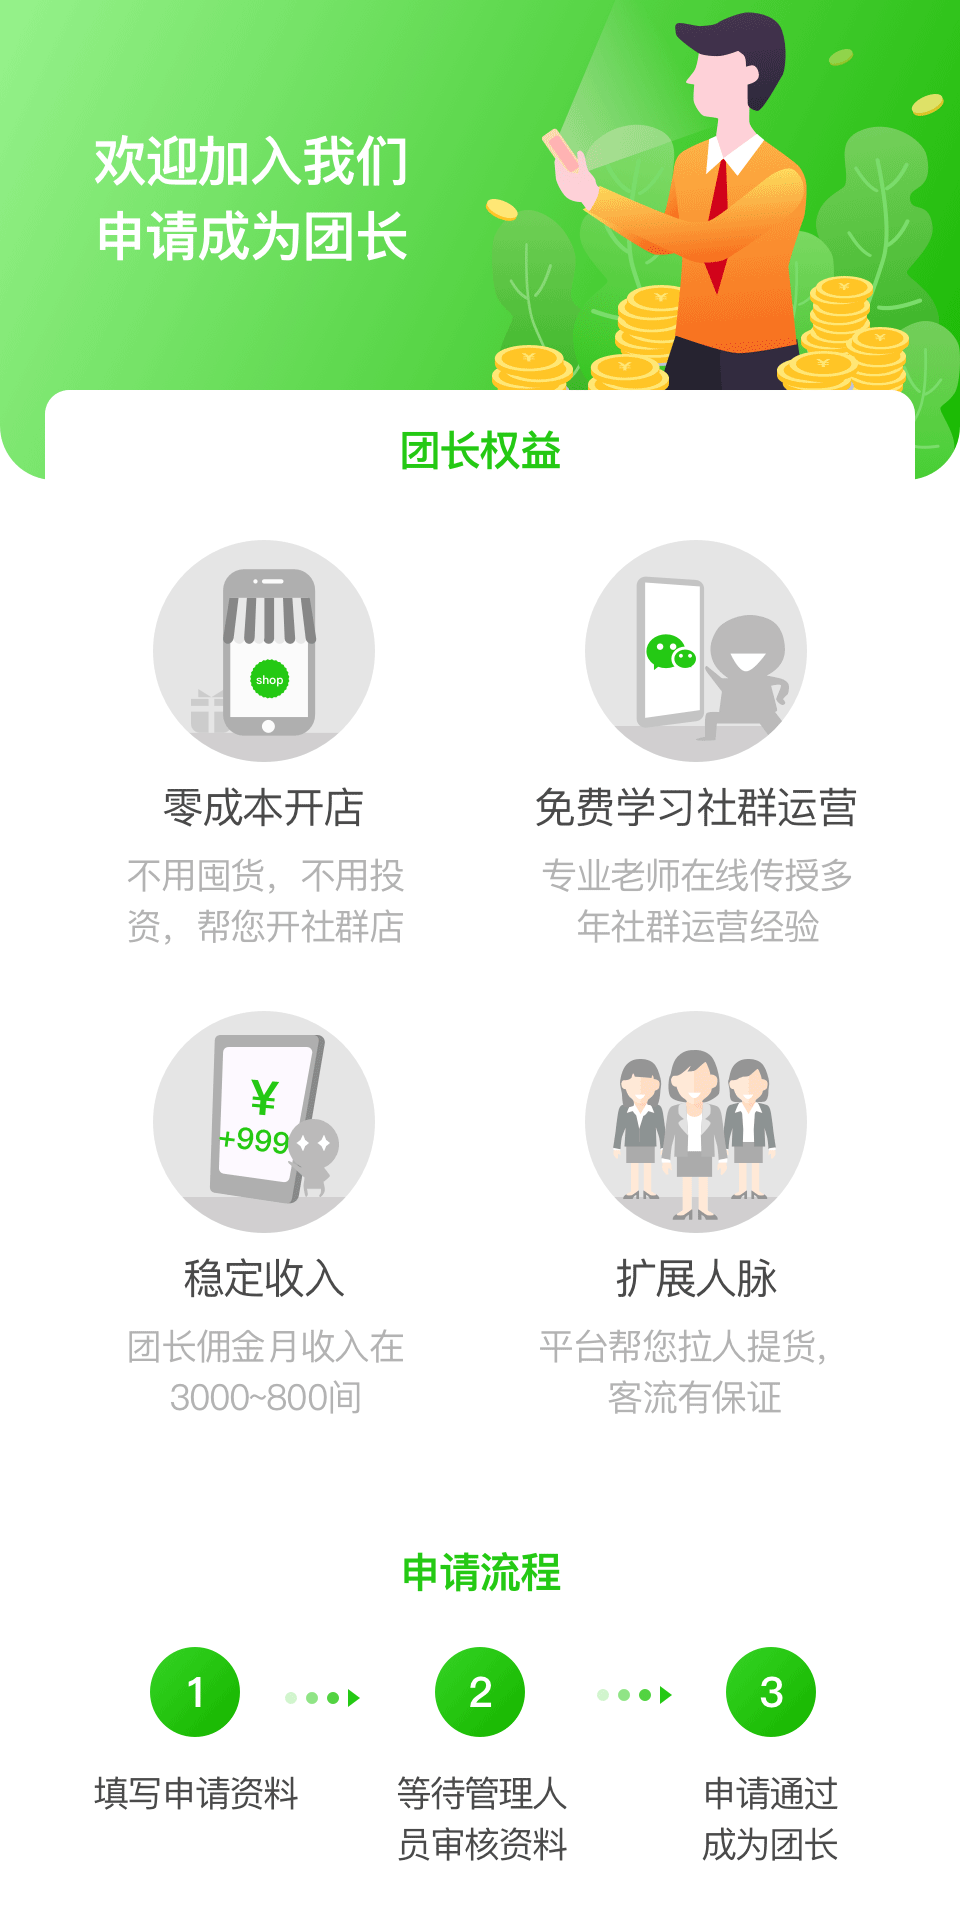 欢迎加入我们
申请成为团长
团长权益
shop
零成本开店
不用囤货，不用投
资，帮您开社群店
免费学习社群运营
专业老师在线传授多
年社群运营经验
¥
+999
稳定收入
团长佣金月收入在
3000~800间
扩展人脉
平台帮您拉人提货，
客流有保证
申请流程
1
填写申请资料
2
等待管理人
员审核资料
3
申请通过
成为团长